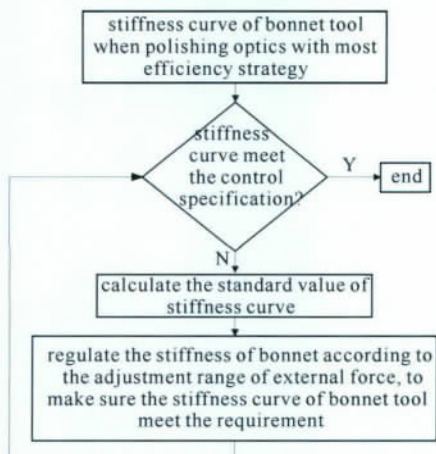 stiffness curve of bonnet tool
when polishing optics with most
efficiency strategy
stiffness
curve meet
the control
specification?
Y
end
N
calculate the standard value of
stiffness curve
regulate the stiffness of bonnet according to
the adjustment range of external force, to
make sure the stiffness curve of bonnet tool
meet the requirement